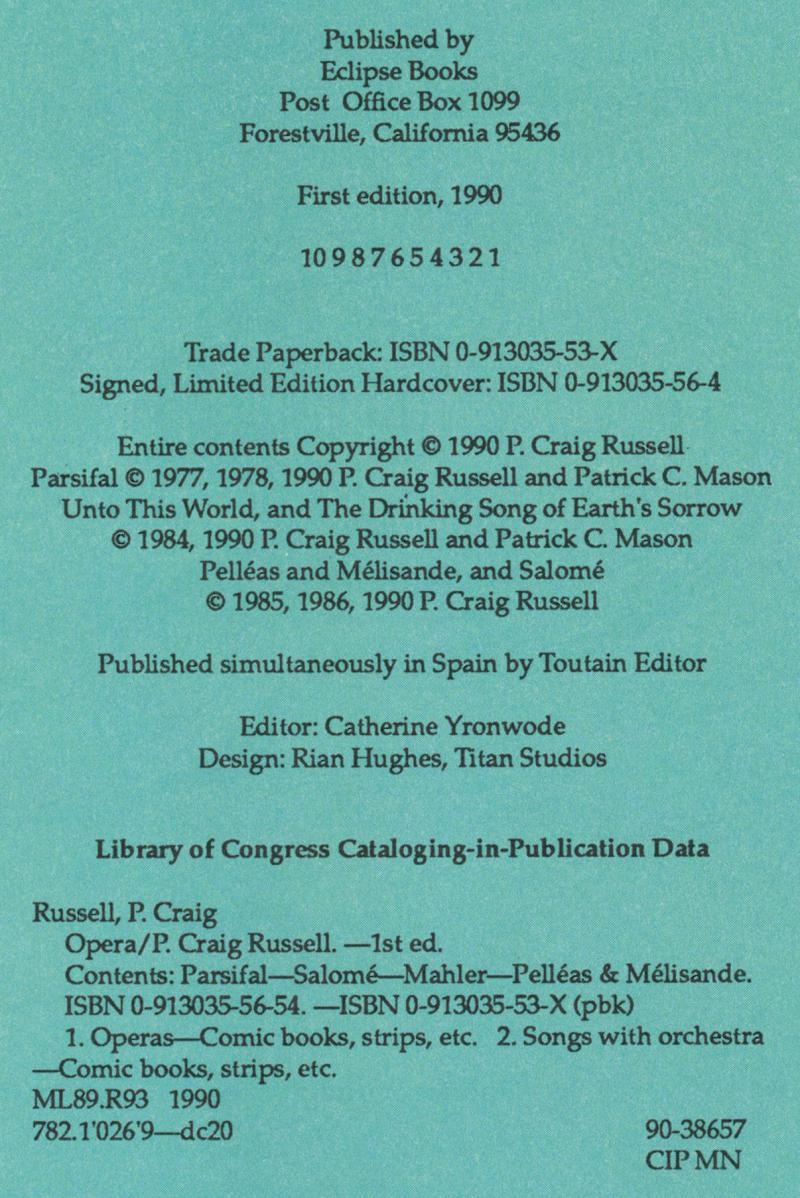 Published by
Eclipse Books
Post Office Box 1099
Forestville, California 95436
First edition, 1990
10 9 8 7 6 5 4 3 2 1
Trade Paperback: ISBN 0-913035-53-X
Signed, Limited Edition Hardcover: ISBN 0-913035-56-4
Entire contents Copyright © 1990 P. Craig Russell
Parsifal © 1977, 1978, 1990 P. Craig Russell and Patrick C. Mason
Unto This World, and The Drinking Song of Earth's Sorrow
© 1984, 1990 P. Craig Russell and Patrick C. Mason
Pelléas and Mélisande, and Salomé
© 1985, 1986, 1990 P. Craig Russell
Published simultaneously in Spain by Toutain Editor
Editor: Catherine Yronwode
Design: Rian Hughes, Titan Studios
Library of Congress Cataloging-in-Publication Data
Russell, P. Craig
Opera/P. Craig Russell. —1st ed.
Contents: Parsifal—Salomé—Mahler—Pelléas & Mélisande.
ISBN 0-913035-56-54. —ISBN 0-913035-53-X (pbk)
1. Operas—Comic books, strips, etc. 2. Songs with orchestra
—Comic books, strips, etc.
ML89.R93 1990
782.1'026'9—dc20 90-38657
CIP MN